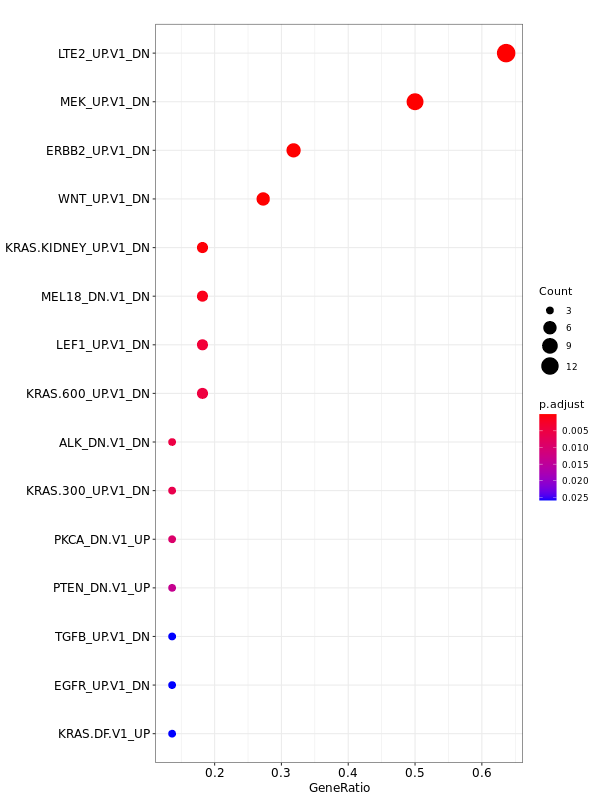 LTE2_UP.V1_DN
MEK_UP.V1_DN
ERBB2_UP.V1_DN
WNT_UP.V1_DN
KRAS.KIDNEY_UP.V1_DN
MEL18_DN.V1_DN
LEF1_UP.V1_DN
KRAS.600_UP.V1_DN
ALK_DN.V1_DN
KRAS.300_UP.V1_DN
PKCA_DN.V1_UP
PTEN_DN.V1_UP
TGFB_UP.V1_DN
EGFR_UP.V1_DN
KRAS.DF.V1_UP
0.2 0.3 0.4 0.5 0.6
GeneRatio
Count
3
6
9
12
p.adjust
0.005
0.010
0.015
0.020
0.025